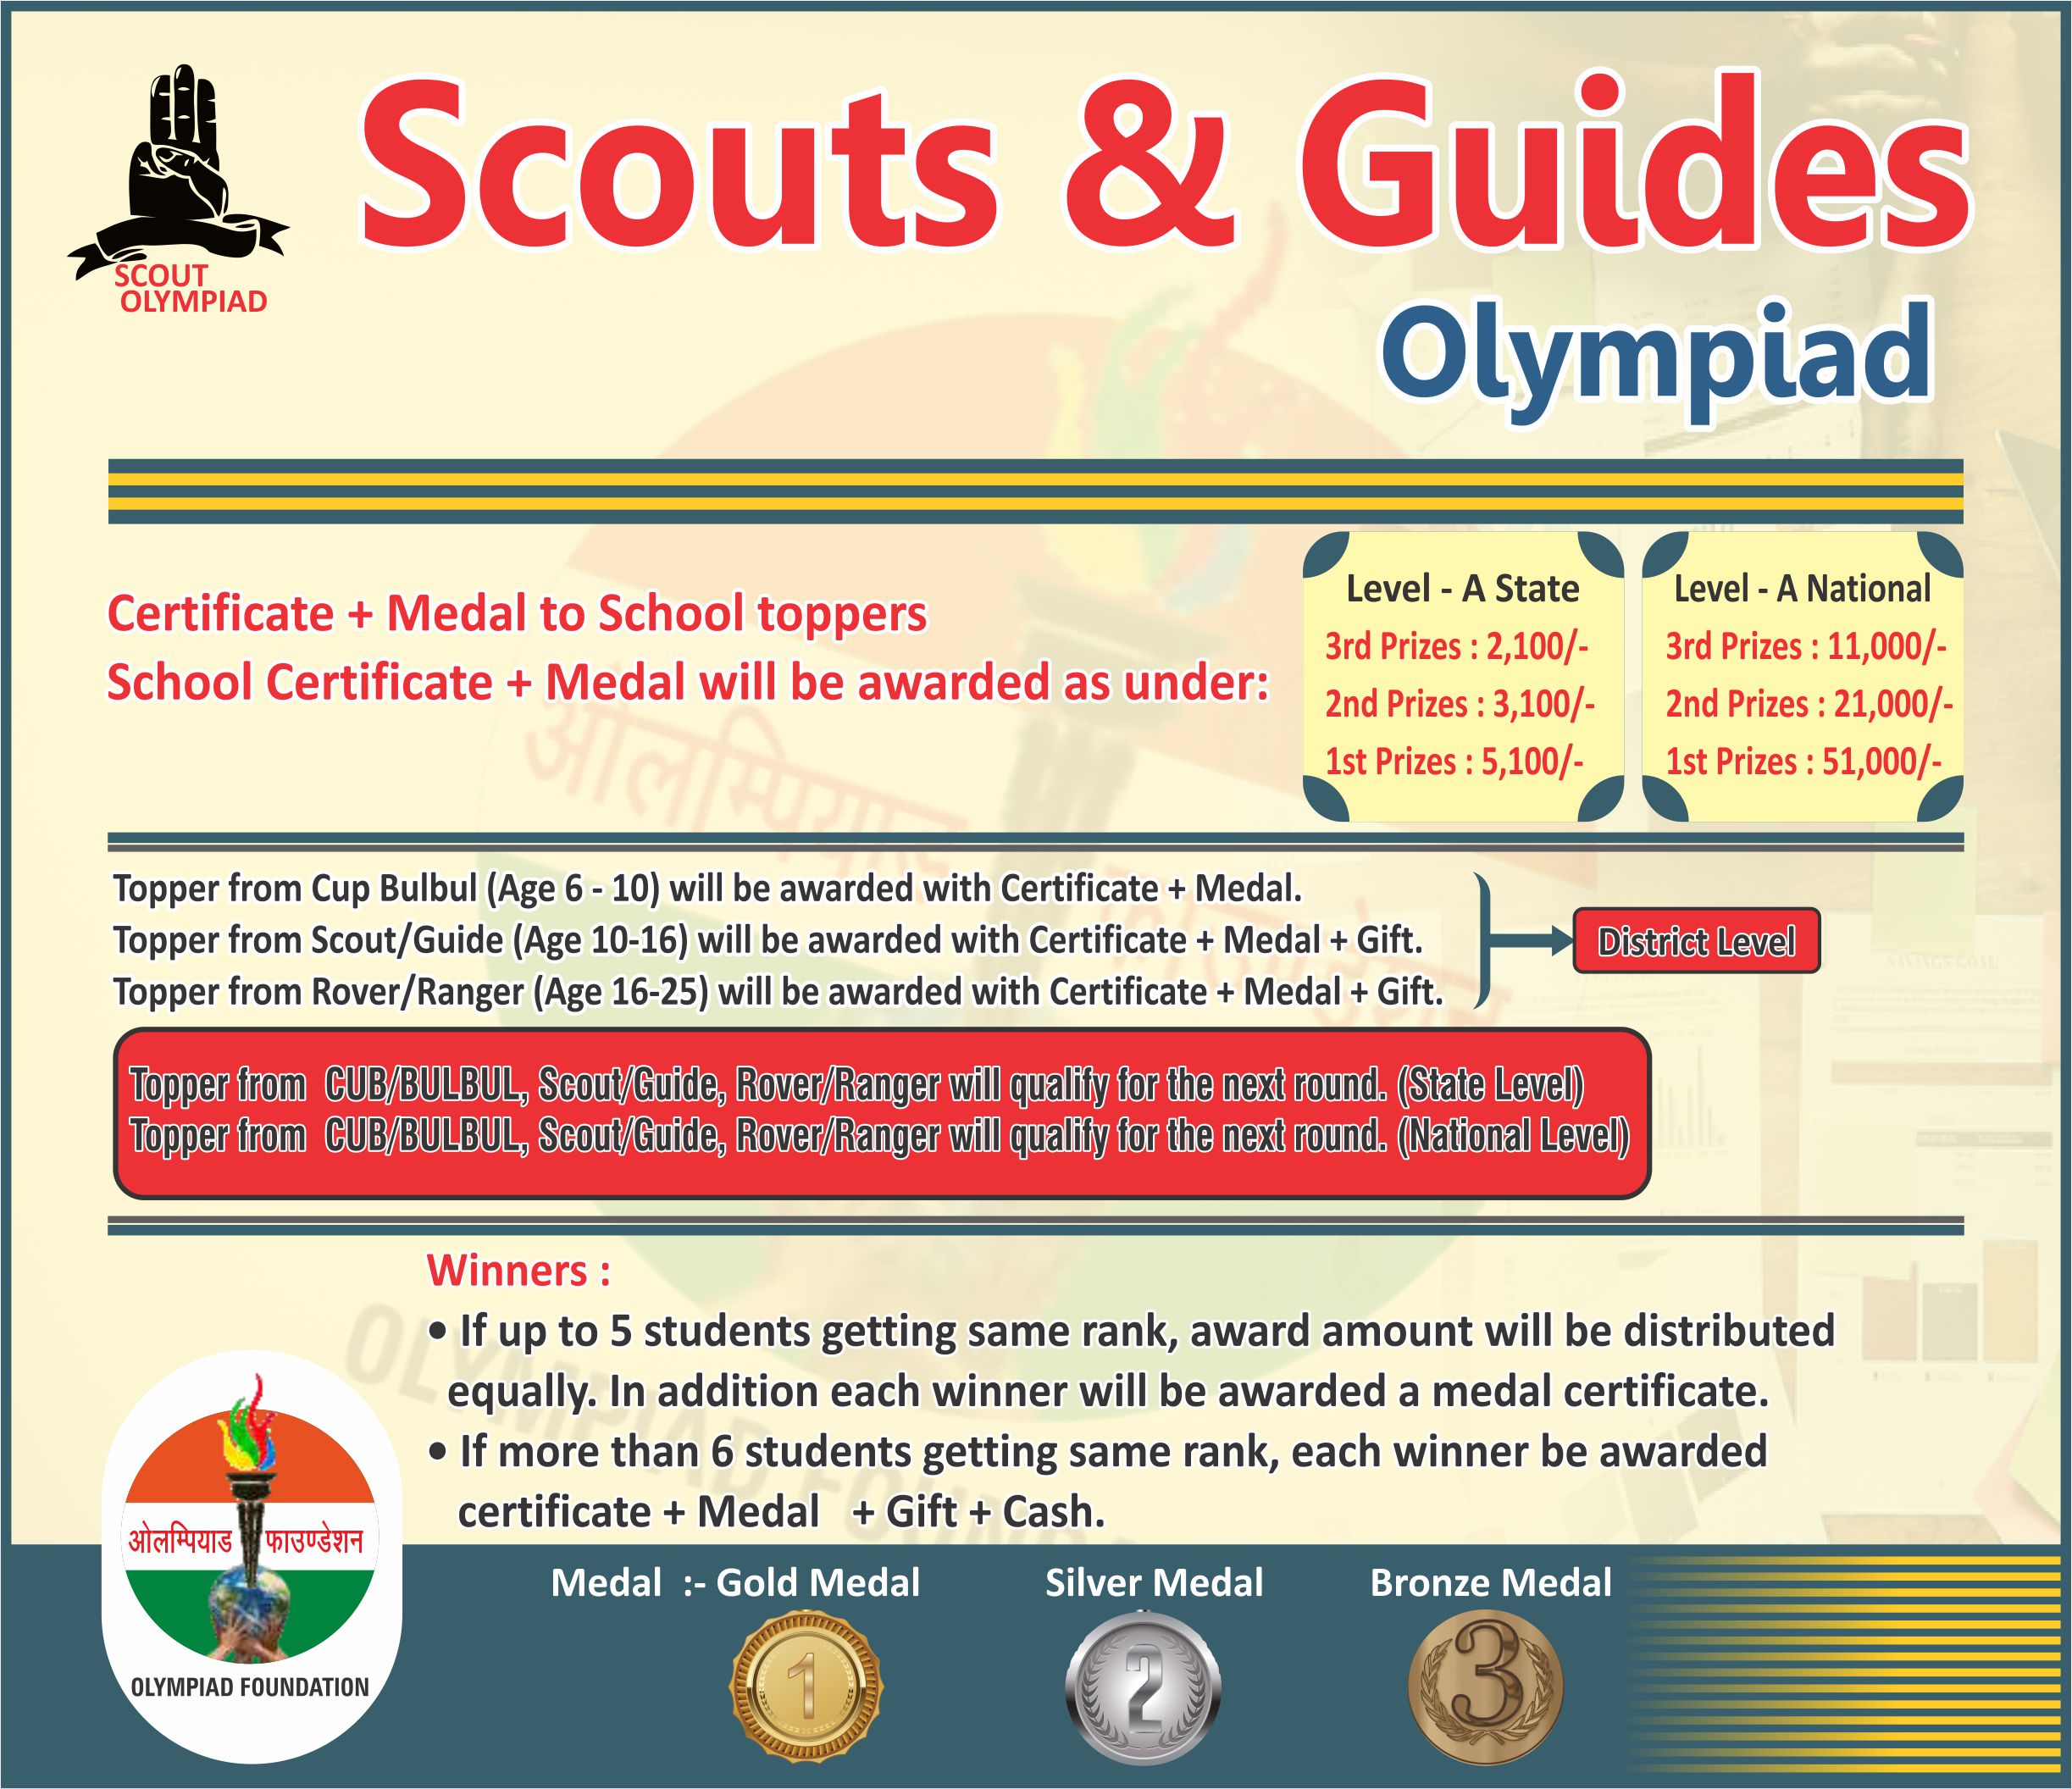 SCOUT
OLYMPIAD
Scouts & Guides
Olympiad
Certificate + Medal to School toppers
School Certificate + Medal will be awarded as under:
Level - A State
3rd Prizes : 2,100/-
2nd Prizes : 3,100/-
1st Prizes : 5,100/-
Level - A National
3rd Prizes : 11,000/-
2nd Prizes : 21,000/-
1st Prizes : 51,000/-
Topper from Cup Bulbul (Age 6 - 10) will be awarded with Certificate + Medal.
Topper from Scout/Guide (Age 10-16) will be awarded with Certificate + Medal + Gift.
Topper from Rover/Ranger (Age 16-25) will be awarded with Certificate + Medal + Gift.
District Level
Topper from CUB/BULBUL, Scout/Guide, Rover/Ranger will qualify for the next round. (State Level)
Topper from CUB/BULBUL, Scout/Guide, Rover/Ranger will qualify for the next round. (National Level)
Winners :
• If up to 5 students getting same rank, award amount will be distributed
equally. In addition each winner will be awarded a medal certificate.
• If more than 6 students getting same rank, each winner be awarded
certificate + Medal + Gift + Cash.
ओलम्पियाड फाउण्डेशन
OLYMPIAD FOUNDATION
Medal :- Gold Medal
Silver Medal
Bronze Medal
1
2
3
ओलम्पियाड
फाउण्डेशन
SAVINGS GOAL